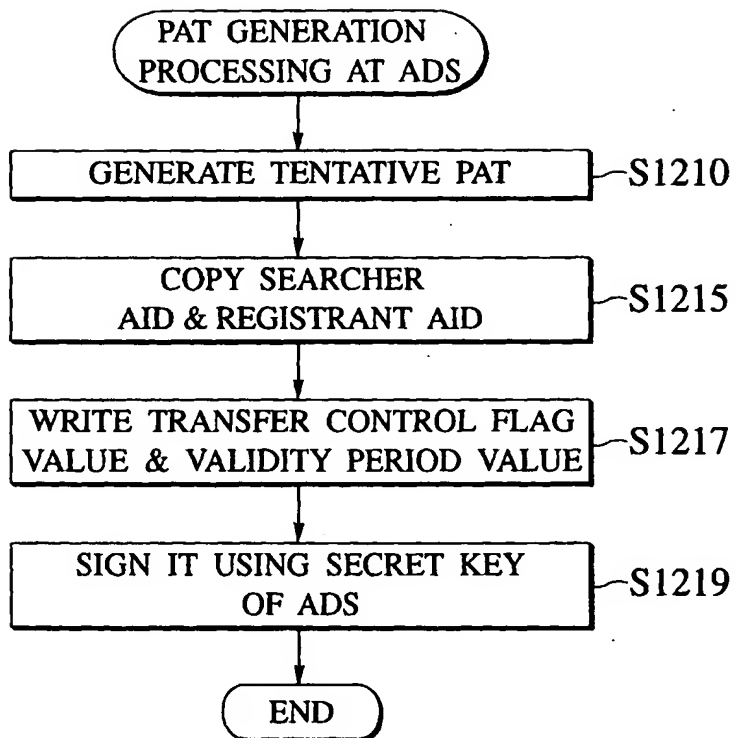 PAT GENERATION
PROCESSING AT ADS
GENERATE TENTATIVE PAT
S1210
COPY SEARCHER
AID & REGISTRANT AID
S1215
WRITE TRANSFER CONTROL FLAG
VALUE & VALIDITY PERIOD VALUE
S1217
SIGN IT USING SECRET KEY
OF ADS
S1219
END